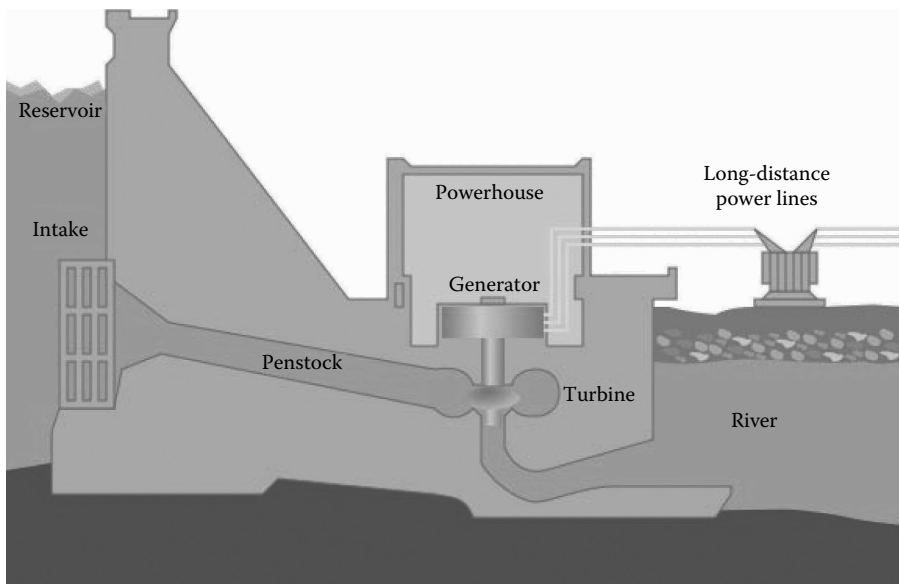 Reservoir
Intake
Powerhouse
Long-distance
power lines
Generator
Penstock
Turbine
River